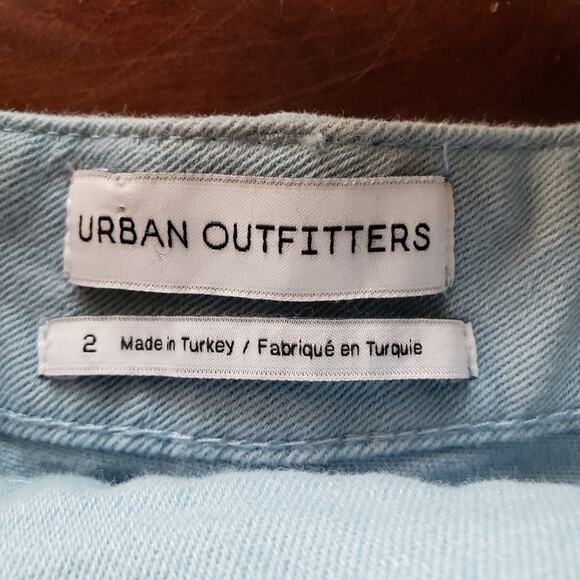 URBAN OUTFITTERS
2 Made in Turkey / Fabriqué en Turquie